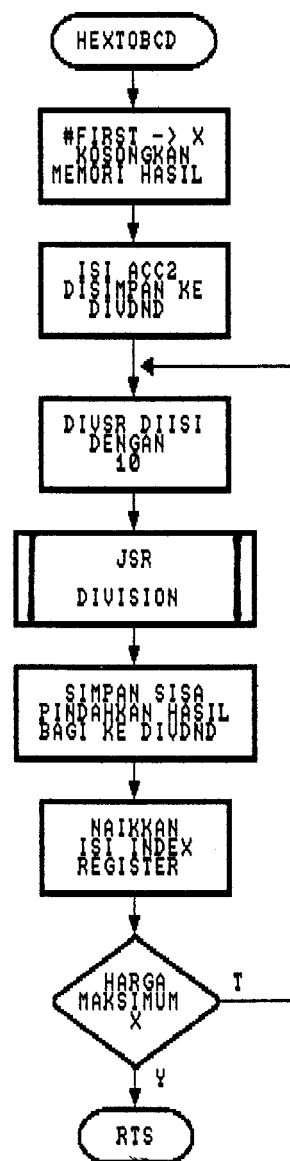 HEXTOBCD
#FIRST -> X
KOSONGKAN
MEMORI HASIL
ISI ACC2
DISIMPAN KE
DIVDND
DIVSR DIISI
DENGAN
10
JSR
DIVISION
SIMPAN SISA
PINDAHKAN HASIL
BAGI KE DIVDND
NAIKKAN
ISI INDEX
REGISTER
HARGA
MAKSIMUM
X
T
Y
RTS